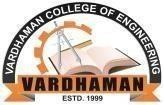 VARDHAMAN COLLEGE OF ENGINEERING
VARDHAMAN
ESTD. 1999